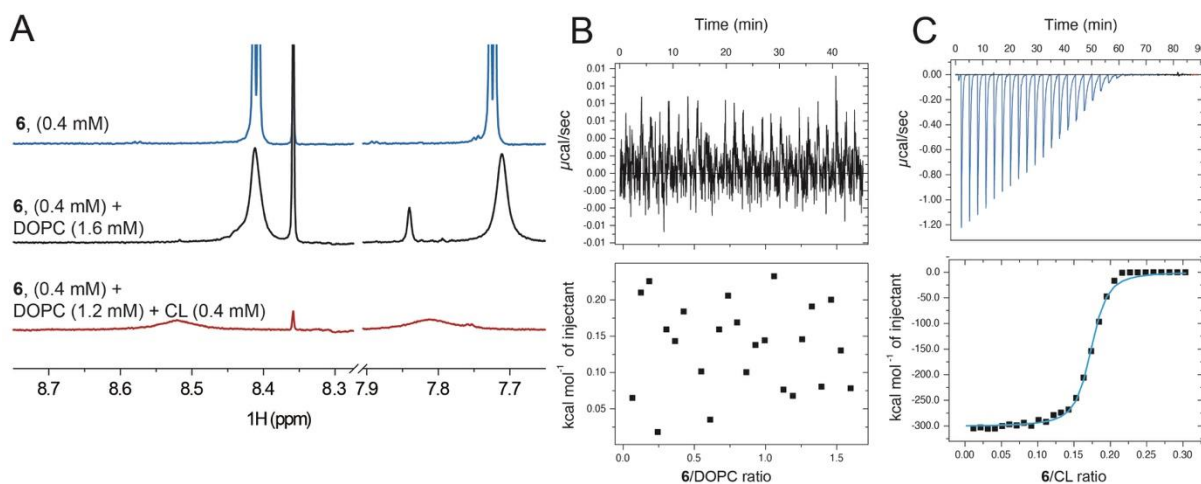 A
6, (0.4 mM)
6, (0.4 mM) +
DOPC (1.6 mM)
6, (0.4 mM) +
DOPC (1.2 mM) + CL (0.4 mM)
8.7 8.6 8.5 8.4 8.3 7.9 7.8 7.7
1H (ppm)
B
Time (min)
0 10 20 30 40
0.01
0.01
0.00
0.00
0.00
-0.00
-0.00
-0.01
-0.01
µcal/sec
0.20
0.15
0.10
0.05
kcal mol⁻¹ of injectant
0.0 0.5 1.0 1.5
6/DOPC ratio
C
Time (min)
0 10 20 30 40 50 60 70 80 90
0.00
-0.20
-0.40
-0.60
-0.80
-1.00
-1.20
µcal/sec
0.0
-50.0
-100.0
-150.0
-200.0
-250.0
-300.0
kcal mol⁻¹ of injectant
0.00 0.05 0.10 0.15 0.20 0.25 0.30
6/CL ratio